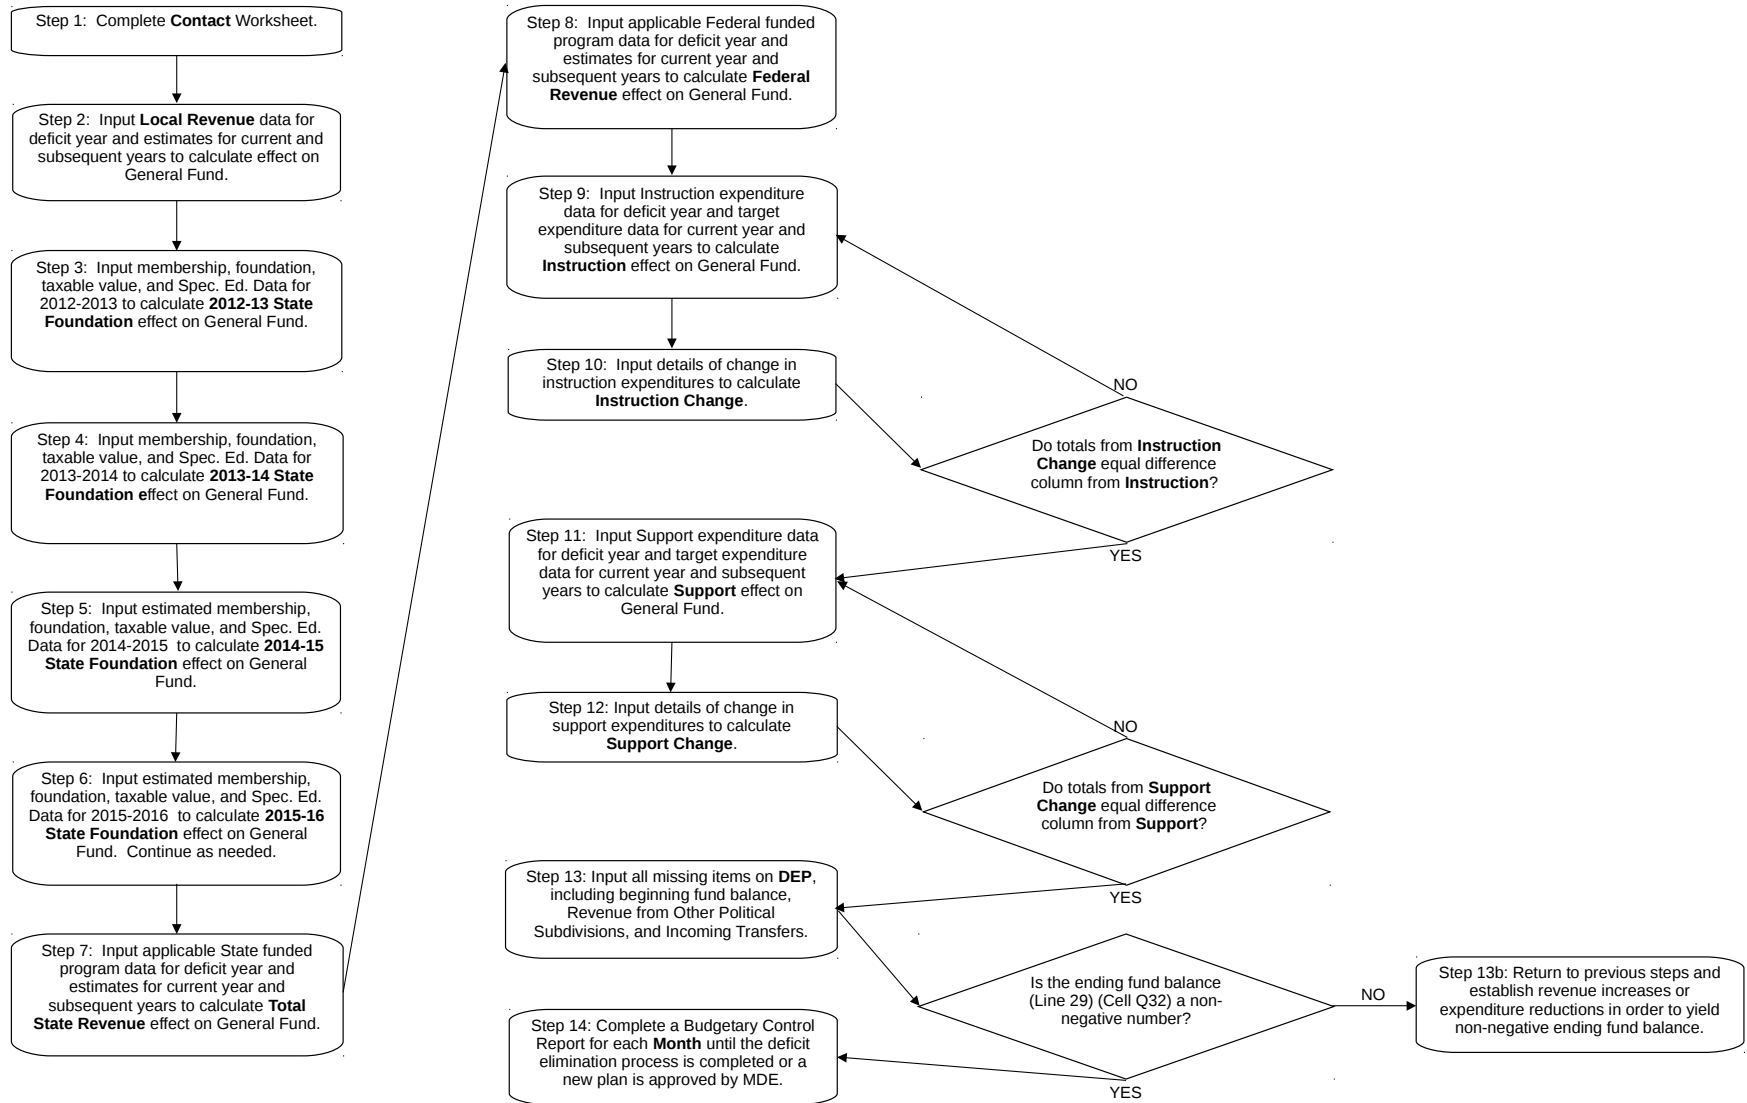 Step 1:  Complete Contact Worksheet.
Step 2:  Input Local Revenue data for
deficit year and estimates for current and
subsequent years to calculate effect on
General Fund.
Step 3:  Input membership, foundation,
taxable value, and Spec. Ed. Data for
2012-2013 to calculate 2012-13 State
Foundation effect on General Fund.
Step 4:  Input membership, foundation,
taxable value, and Spec. Ed. Data for
2013-2014 to calculate 2013-14 State
Foundation effect on General Fund.
Step 5:  Input estimated membership,
foundation, taxable value, and Spec. Ed.
Data for 2014-2015  to calculate 2014-15
State Foundation effect on General
Fund.
Step 6:  Input estimated membership,
foundation, taxable value, and Spec. Ed.
Data for 2015-2016  to calculate 2015-16
State Foundation effect on General
Fund.  Continue as needed.
Step 7:  Input applicable State funded
program data for deficit year and
estimates for current year and
subsequent years to calculate Total
State Revenue effect on General Fund.
Step 8:  Input applicable Federal funded
program data for deficit year and
estimates for current year and
subsequent years to calculate Federal
Revenue effect on General Fund.
Step 9:  Input Instruction expenditure
data for deficit year and target
expenditure data for current year and
subsequent years to calculate
Instruction effect on General Fund.
Step 10:  Input details of change in
instruction expenditures to calculate
Instruction Change.
NO
Do totals from Instruction
Change equal difference
column from Instruction?
YES
Step 11:  Input Support expenditure data
for deficit year and target expenditure
data for current year and subsequent
years to calculate Support effect on
General Fund.
Step 12: Input details of change in
support expenditures to calculate
Support Change.
NO
Do totals from Support
Change equal difference
column from Support?
YES
Step 13: Input all missing items on DEP,
including beginning fund balance,
Revenue from Other Political
Subdivisions, and Incoming Transfers.
Is the ending fund balance
(Line 29) (Cell Q32) a non-
negative number?
NO
Step 13b: Return to previous steps and
establish revenue increases or
expenditure reductions in order to yield
non-negative ending fund balance.
YES
Step 14: Complete a Budgetary Control
Report for each Month until the deficit
elimination process is completed or a
new plan is approved by MDE.